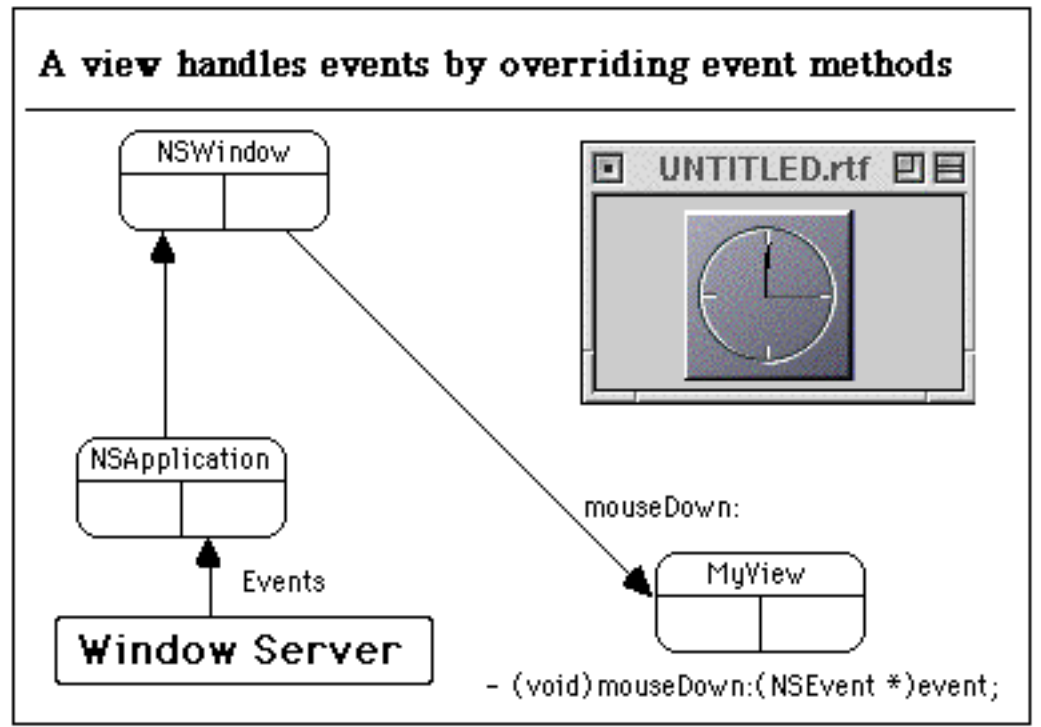 A view handles events by overriding event methods
NSWindow
UNTITLED.rtf
NSApplication
mouseDown:
Events
MyView
Window Server
- (void)mouseDown:(NSEvent *)event;